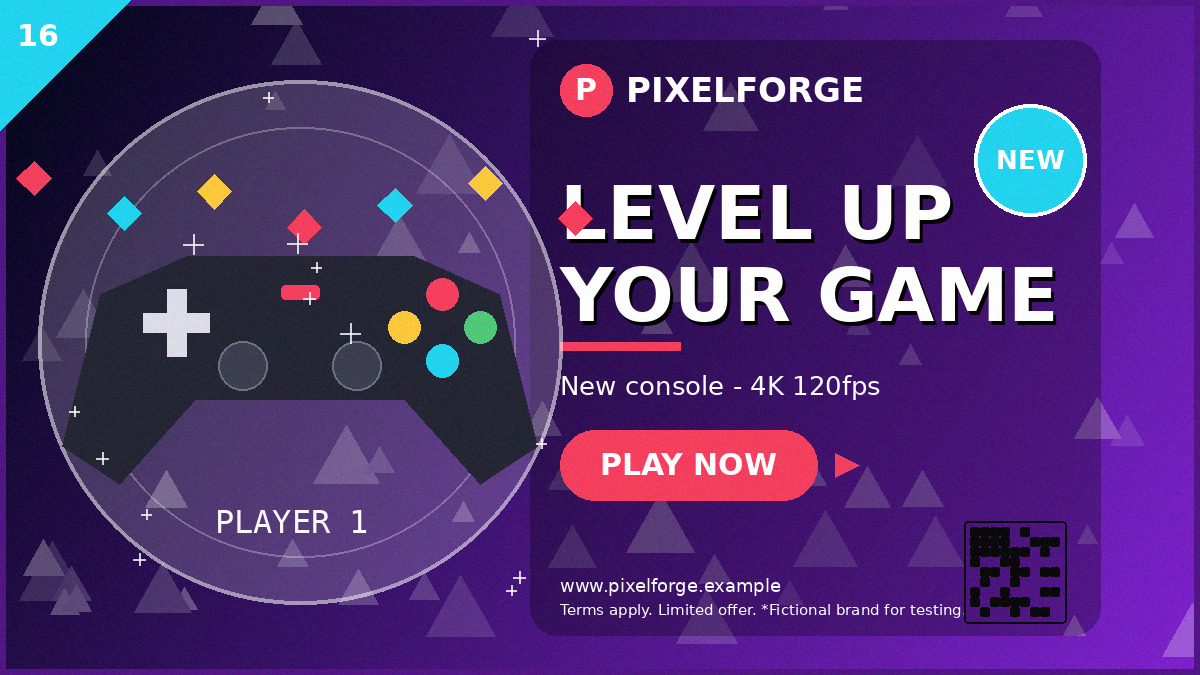 16
P PIXELFORGE
NEW
LEVEL UP
YOUR GAME
New console - 4K 120fps
PLAY NOW
PLAYER 1
www.pixelforge.example
Terms apply. Limited offer. *Fictional brand for testing.